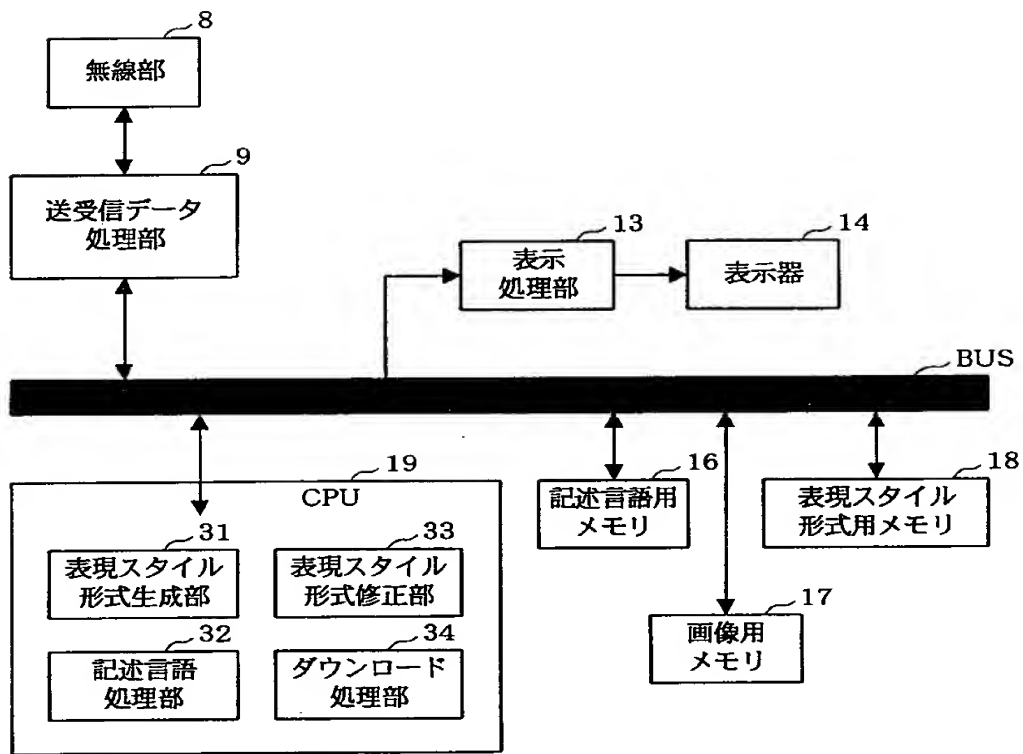 8
無線部
9
送受信データ
処理部
13
表示
処理部
14
表示器
BUS
19
CPU
31
表現スタイル
形式生成部
33
表現スタイル
形式修正部
32
記述言語
処理部
34
ダウンロード
処理部
16
記述言語用
メモリ
17
画像用
メモリ
18
表現スタイル
形式用メモリ